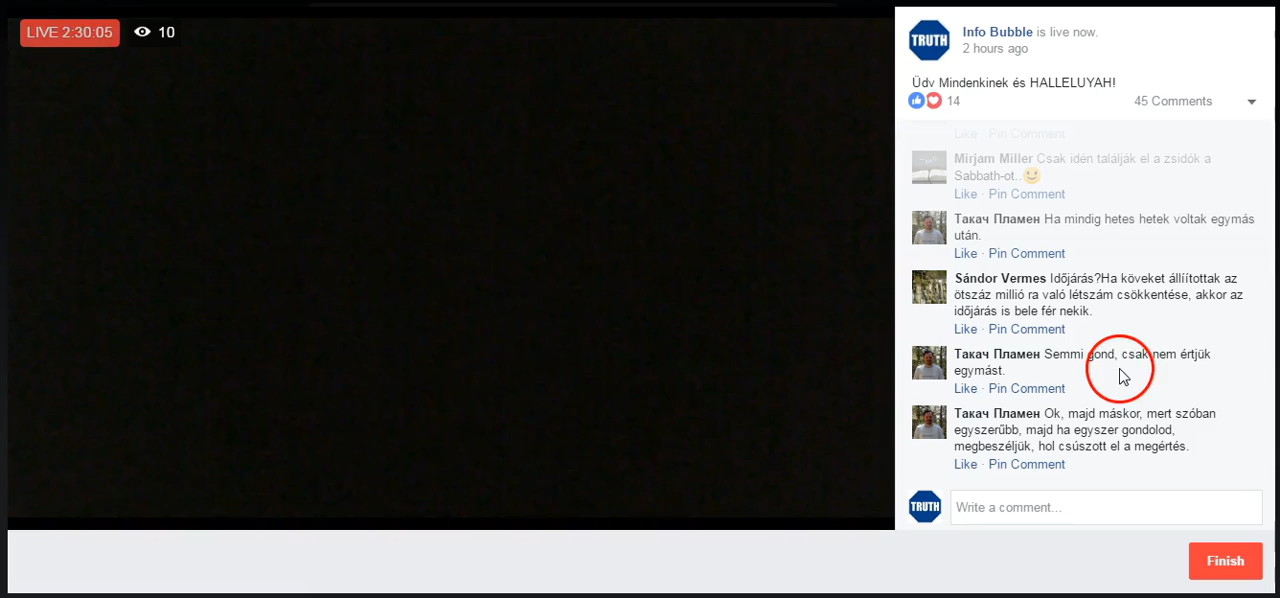 LIVE 2:30:05
10
TRUTH
Info Bubble is live now.
2 hours ago
Üdv Mindenkinek és HALLELUYAH!
14
45 Comments
Like · Pin Comment
Mirjam Miller Csak idén találják el a zsidók a
Sabbath-ot..
Like · Pin Comment
Такач Пламен Ha mindig hetes hetek voltak egymás
után.
Like · Pin Comment
Sándor Vermes Időjárás?Ha köveket állíítottak az
ötszáz millió ra való létszám csökkentése, akkor az
időjárás is bele fér nekik.
Like · Pin Comment
Такач Пламен Semmi gond, csak nem értjük
egymást.
Like · Pin Comment
Такач Пламен Ok, majd máskor, mert szóban
egyszerűbb, majd ha egyszer gondolod,
megbeszéljük, hol csúszott el a megértés.
Like · Pin Comment
TRUTH
Write a comment...
Finish